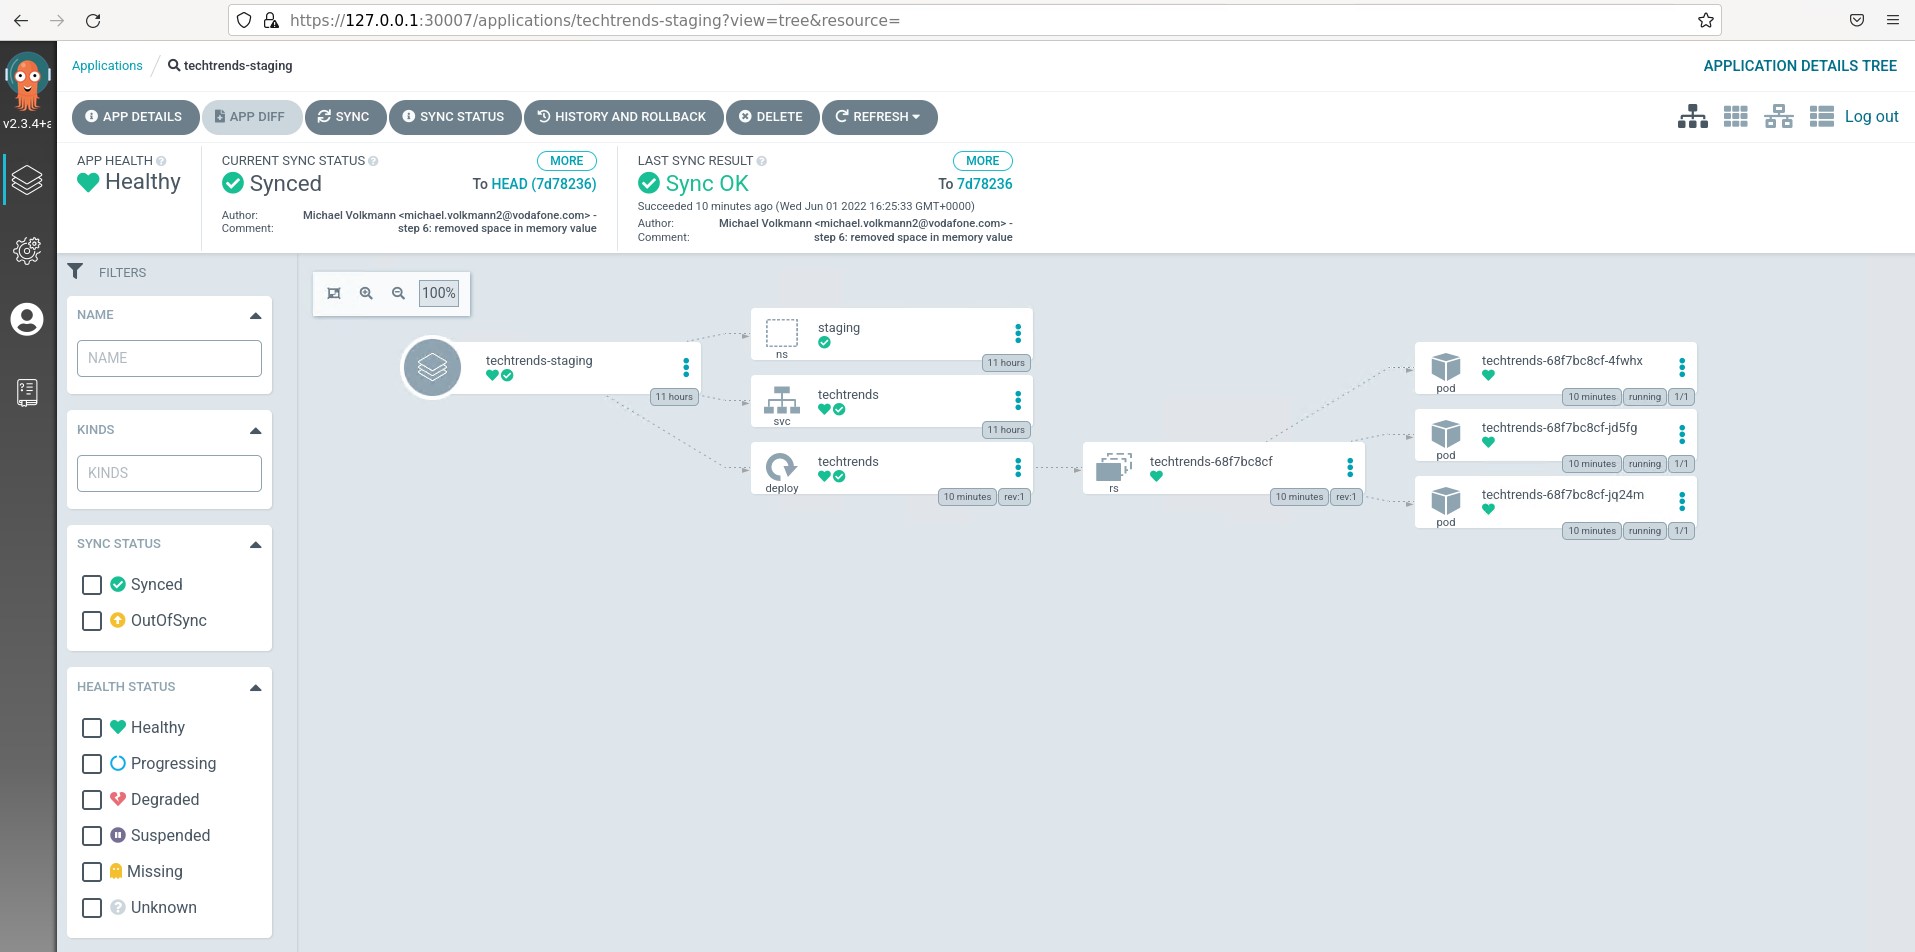 https://127.0.0.1:30007/applications/techtrends-staging?view=tree&resource=
v2.3.4+a
Applications / techtrends-staging
APPLICATION DETAILS TREE
APP DETAILS
APP DIFF
SYNC
SYNC STATUS
HISTORY AND ROLLBACK
DELETE
REFRESH
Log out
APP HEALTH
Healthy
CURRENT SYNC STATUS
MORE
Synced
To HEAD (7d78236)
Author: Michael Volkmann <michael.volkmann2@vodafone.com> -
Comment: step 6: removed space in memory value
LAST SYNC RESULT
MORE
Sync OK
To 7d78236
Succeeded 10 minutes ago (Wed Jun 01 2022 16:25:33 GMT+0000)
Author: Michael Volkmann <michael.volkmann2@vodafone.com> -
Comment: step 6: removed space in memory value
FILTERS
NAME
NAME
KINDS
KINDS
SYNC STATUS
Synced
OutOfSync
HEALTH STATUS
Healthy
Progressing
Degraded
Suspended
Missing
Unknown
100%
techtrends-staging
11 hours
staging
ns
11 hours
techtrends
svc
11 hours
techtrends
deploy
10 minutes rev:1
techtrends-68f7bc8cf
rs
10 minutes rev:1
techtrends-68f7bc8cf-4fwhx
pod
10 minutes running 1/1
techtrends-68f7bc8cf-jd5fg
pod
10 minutes running 1/1
techtrends-68f7bc8cf-jq24m
pod
10 minutes running 1/1